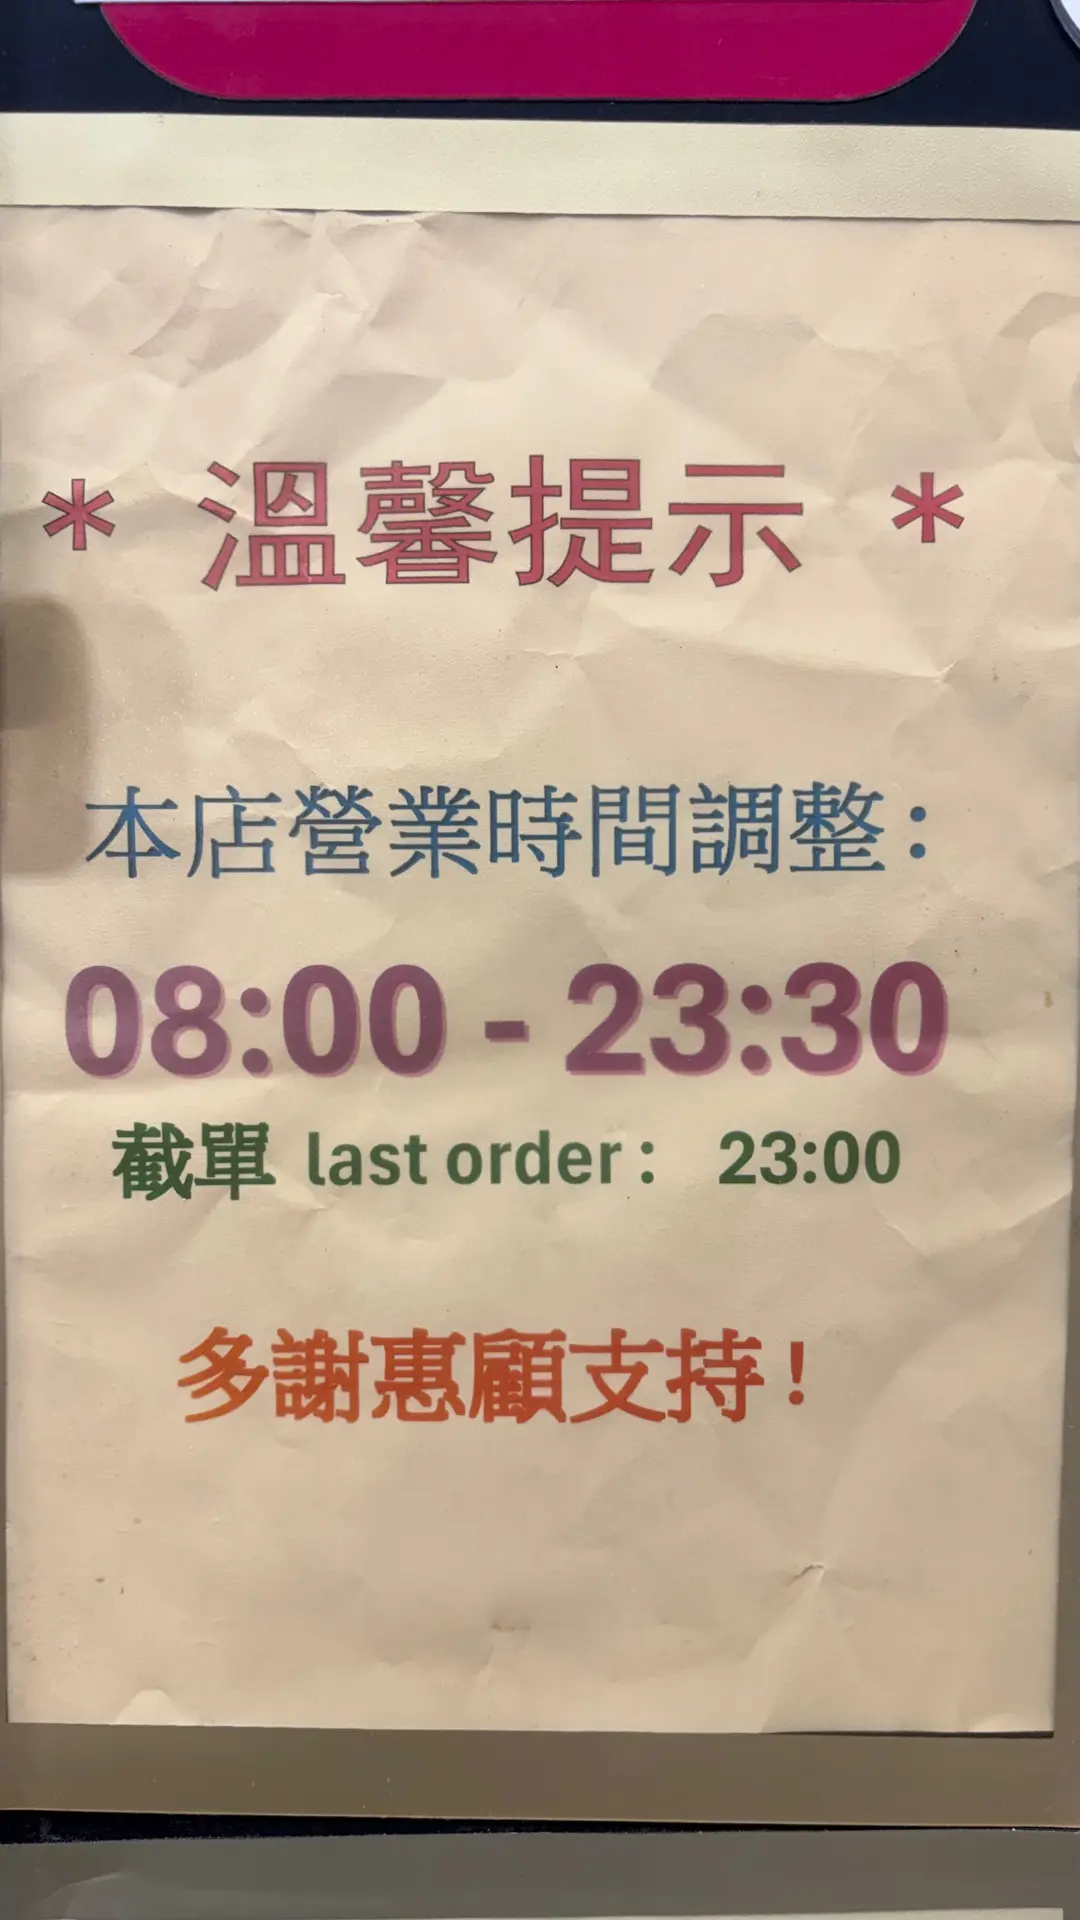 * 溫馨提示 *
本店營業時間調整：
08:00 - 23:30
截單 last order： 23:00
多謝惠顧支持！